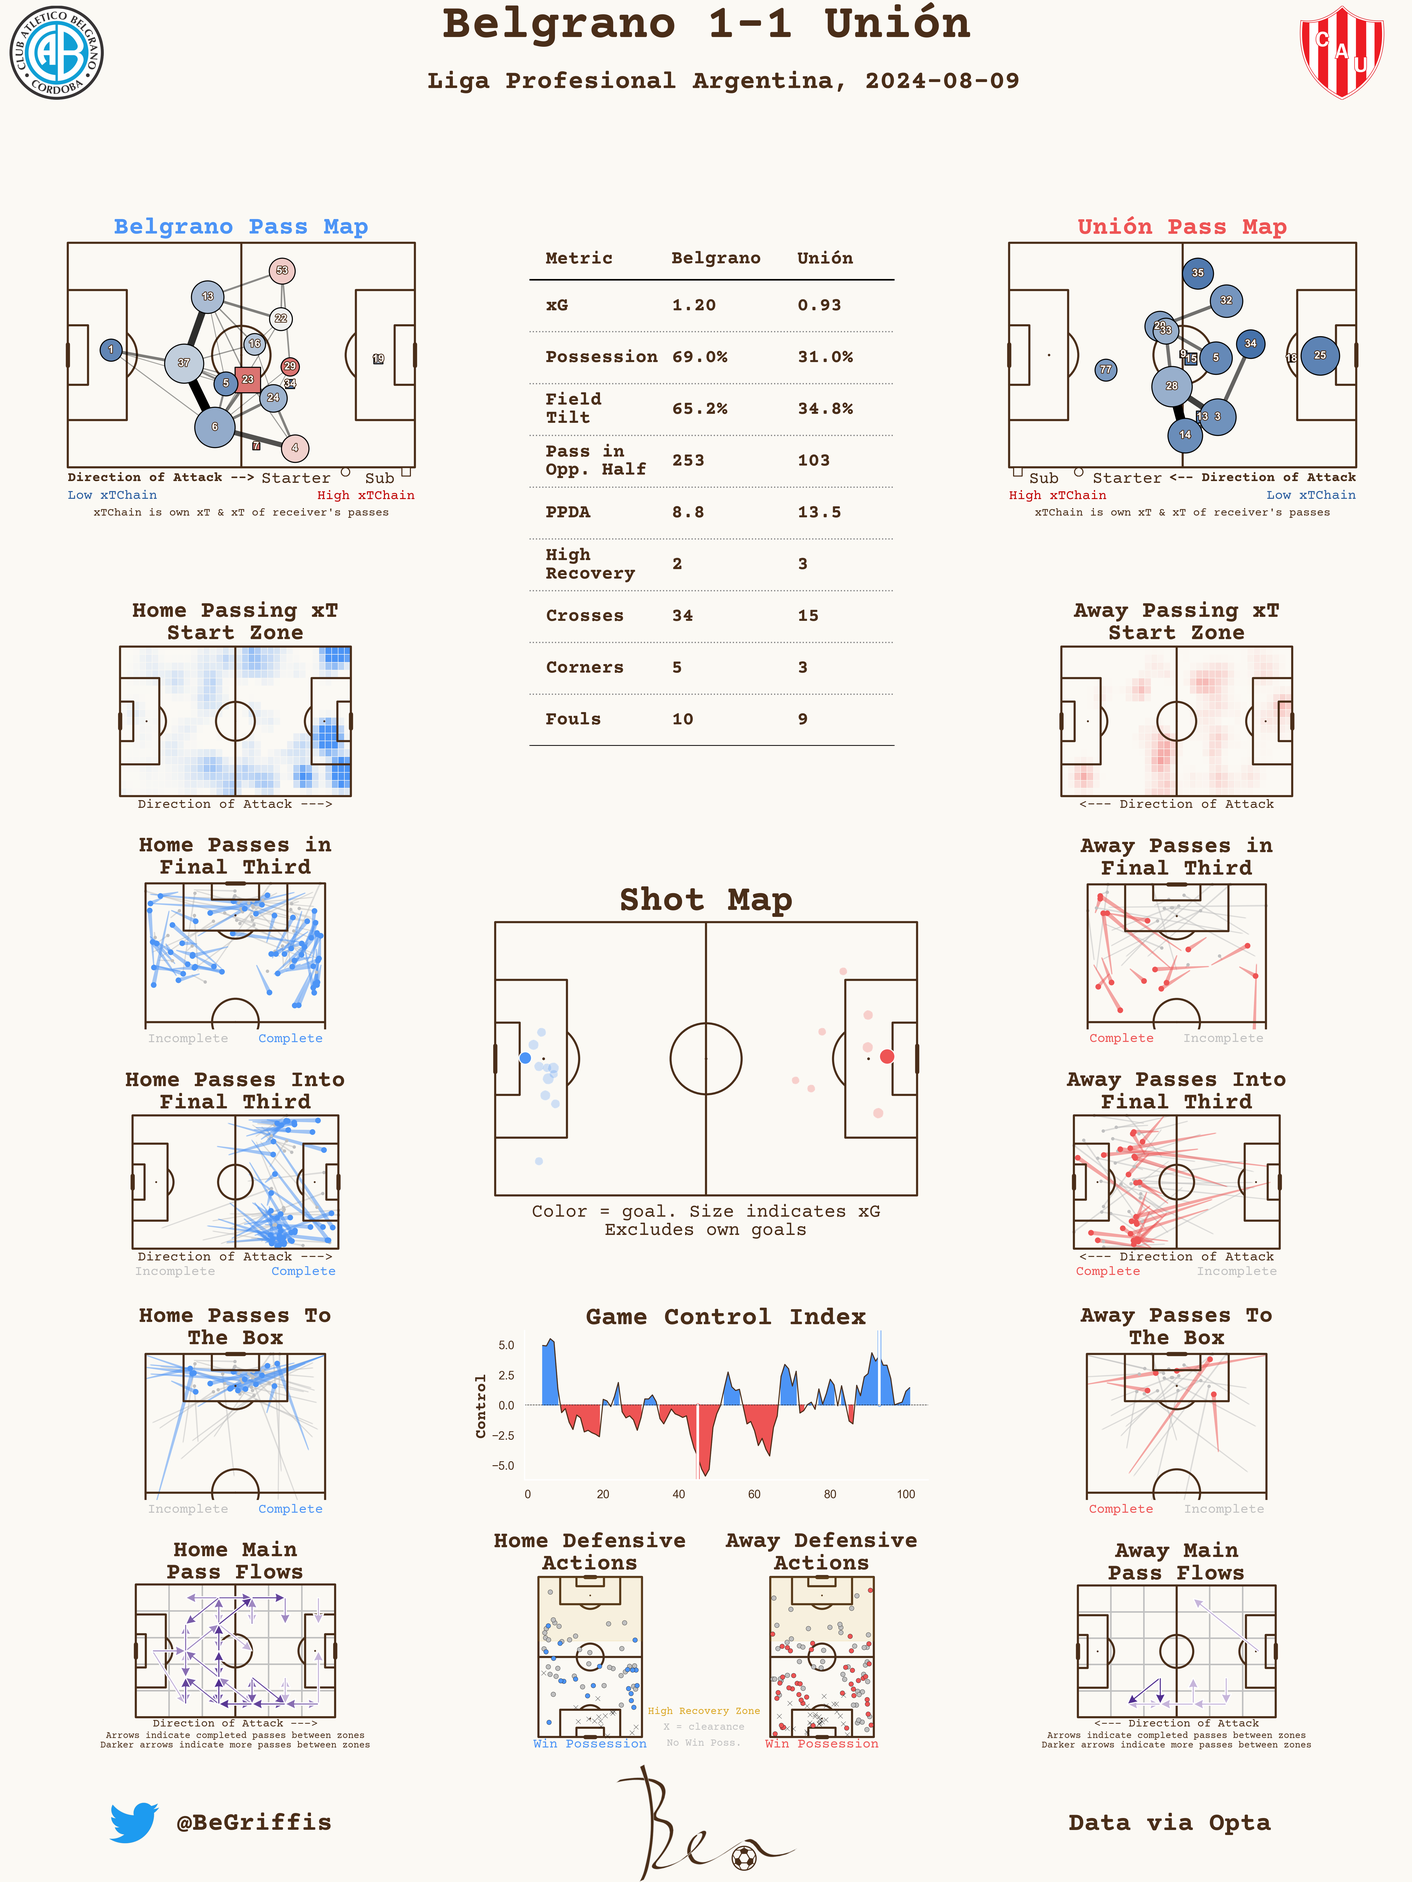 Belgrano 1-1 Unión
Liga Profesional Argentina, 2024-08-09
CLUB ATLETICO BELGRANO
CORDOBA
CAB
CAU
Belgrano Pass Map
53
13
22
1
16
37
19
29
5
23
34
24
6
7
4
Direction of Attack --> Starter Sub
Low xTChain High xTChain
xTChain is own xT & xT of receiver's passes
Metric Belgrano Unión
xG 1.20 0.93
Possession 69.0% 31.0%
Field
Tilt 65.2% 34.8%
Pass in
Opp. Half 253 103
PPDA 8.8 13.5
High
Recovery 2 3
Crosses 34 15
Corners 5 3
Fouls 10 9
Unión Pass Map
35
32
33
34
9
15
5
18
25
77
28
13
3
14
Sub Starter <-- Direction of Attack
High xTChain Low xTChain
xTChain is own xT & xT of receiver's passes
Home Passing xT
Start Zone
Direction of Attack --->
Away Passing xT
Start Zone
<--- Direction of Attack
Home Passes in
Final Third
Incomplete Complete
Away Passes in
Final Third
Complete Incomplete
Shot Map
Color = goal. Size indicates xG
Excludes own goals
Home Passes Into
Final Third
Direction of Attack --->
Incomplete Complete
Away Passes Into
Final Third
<--- Direction of Attack
Complete Incomplete
Home Passes To
The Box
Incomplete Complete
Game Control Index
Control
5.0
2.5
0.0
−2.5
−5.0
0 20 40 60 80 100
Away Passes To
The Box
Complete Incomplete
Home Main
Pass Flows
Direction of Attack --->
Arrows indicate completed passes between zones
Darker arrows indicate more passes between zones
Home Defensive
Actions
Win Possession
Away Defensive
Actions
Win Possession
High Recovery Zone
X = clearance
No Win Poss.
Away Main
Pass Flows
<--- Direction of Attack
Arrows indicate completed passes between zones
Darker arrows indicate more passes between zones
@BeGriffis
Ben
Data via Opta